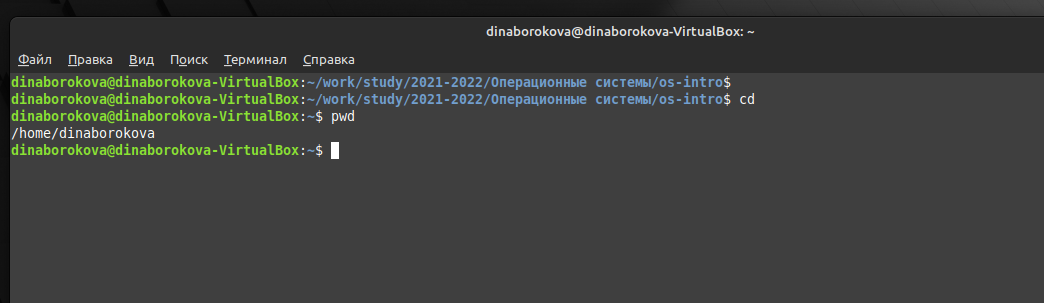 dinaborokova@dinaborokova-VirtualBox: ~
Файл Правка Вид Поиск Терминал Справка
dinaborokova@dinaborokova-VirtualBox:~/work/study/2021-2022/Операционные системы/os-intro$
dinaborokova@dinaborokova-VirtualBox:~/work/study/2021-2022/Операционные системы/os-intro$ cd
dinaborokova@dinaborokova-VirtualBox:~$ pwd
/home/dinaborokova
dinaborokova@dinaborokova-VirtualBox:~$